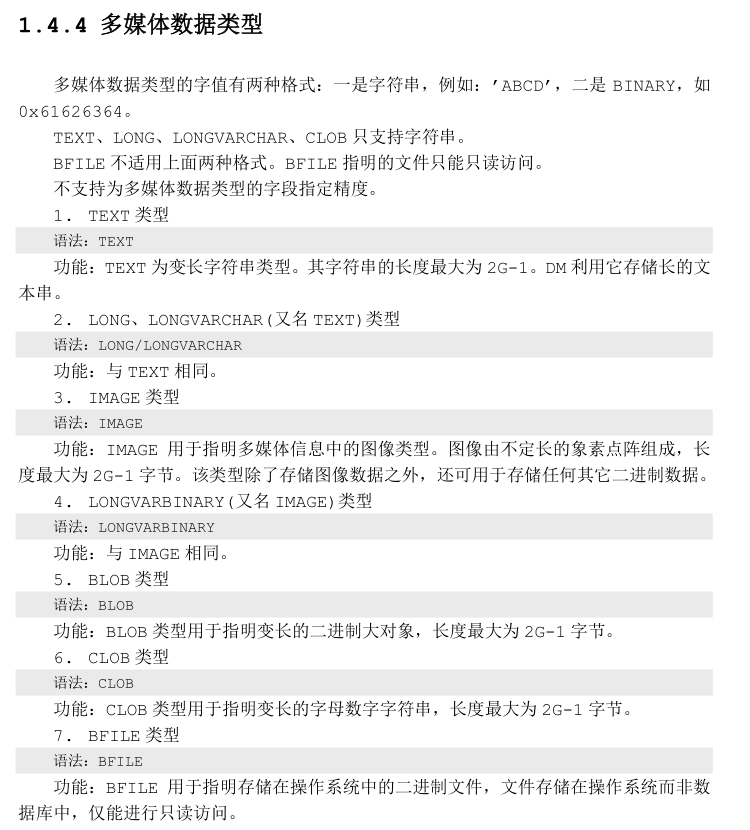 1.4.4 多媒体数据类型
多媒体数据类型的字值有两种格式：一是字符串，例如：’ABCD’，二是 BINARY，如
0x61626364。
TEXT、LONG、LONGVARCHAR、CLOB 只支持字符串。
BFILE 不适用上面两种格式。BFILE 指明的文件只能只读访问。
不支持为多媒体数据类型的字段指定精度。
1. TEXT 类型
语法：TEXT
功能：TEXT 为变长字符串类型。其字符串的长度最大为 2G-1。DM 利用它存储长的文
本串。
2. LONG、LONGVARCHAR(又名 TEXT)类型
语法：LONG/LONGVARCHAR
功能：与 TEXT 相同。
3. IMAGE 类型
语法：IMAGE
功能：IMAGE 用于指明多媒体信息中的图像类型。图像由不定长的象素点阵组成，长
度最大为 2G-1 字节。该类型除了存储图像数据之外，还可用于存储任何其它二进制数据。
4. LONGVARBINARY(又名 IMAGE)类型
语法：LONGVARBINARY
功能：与 IMAGE 相同。
5. BLOB 类型
语法：BLOB
功能：BLOB 类型用于指明变长的二进制大对象，长度最大为 2G-1 字节。
6. CLOB 类型
语法：CLOB
功能：CLOB 类型用于指明变长的字母数字字符串，长度最大为 2G-1 字节。
7. BFILE 类型
语法：BFILE
功能：BFILE 用于指明存储在操作系统中的二进制文件，文件存储在操作系统而非数
据库中，仅能进行只读访问。